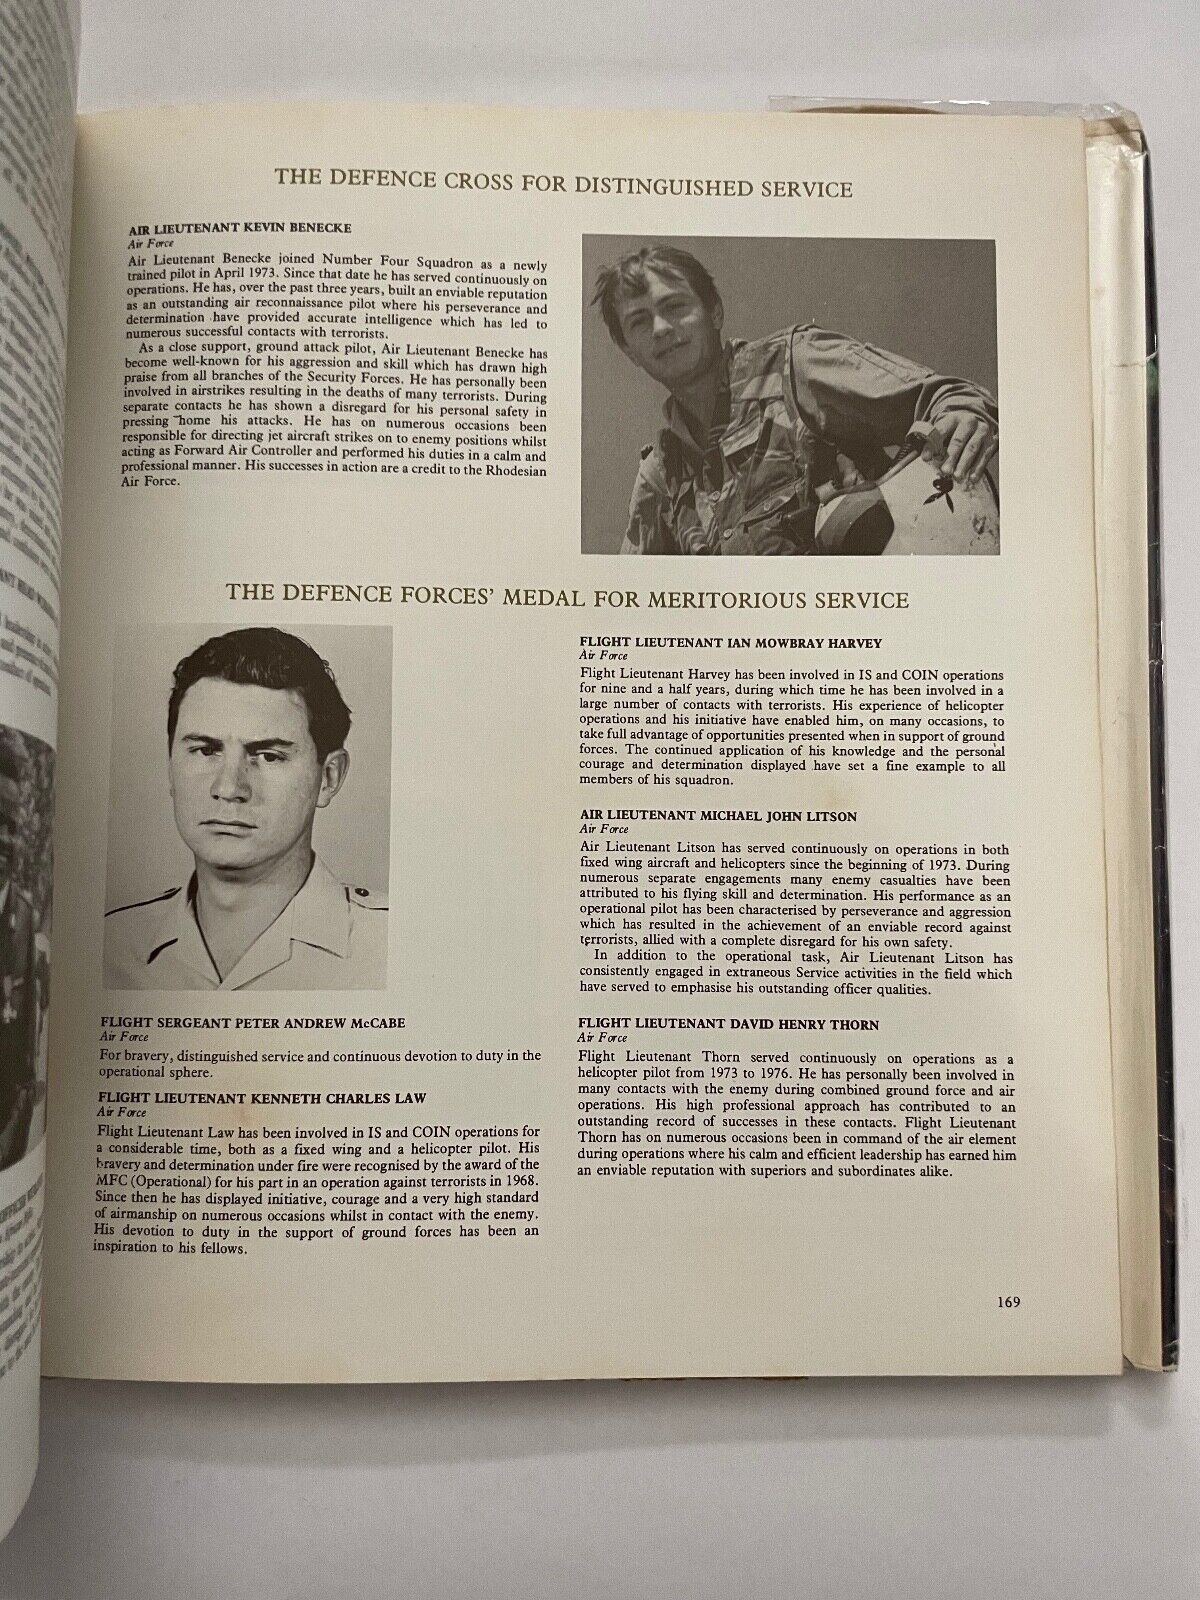 THE DEFENCE CROSS FOR DISTINGUISHED SERVICE
AIR LIEUTENANT KEVIN BENECKE
Air Force
Air Lieutenant Benecke joined Number Four Squadron as a newly
trained pilot in April 1973. Since that date he has served continuously on
operations. He has, over the past three years, built an enviable reputation
as an outstanding air reconnaissance pilot where his perseverance and
determination have provided accurate intelligence which has led to
numerous successful contacts with terrorists.
As a close support, ground attack pilot, Air Lieutenant Benecke has
become well-known for his aggression and skill which has drawn high
praise from all branches of the Security Forces. He has personally been
involved in airstrikes resulting in the deaths of many terrorists. During
separate contacts he has shown a disregard for his personal safety in
pressing home his attacks. He has on numerous occasions been
responsible for directing jet aircraft strikes on to enemy positions whilst
acting as Forward Air Controller and performed his duties in a calm and
professional manner. His successes in action are a credit to the Rhodesian
Air Force.
THE DEFENCE FORCES' MEDAL FOR MERITORIOUS SERVICE
FLIGHT SERGEANT PETER ANDREW McCABE
Air Force
For bravery, distinguished service and continuous devotion to duty in the
operational sphere.
FLIGHT LIEUTENANT KENNETH CHARLES LAW
Air Force
Flight Lieutenant Law has been involved in IS and COIN operations for
a considerable time, both as a fixed wing and a helicopter pilot. His
bravery and determination under fire were recognised by the award of the
MFC (Operational) for his part in an operation against terrorists in 1968.
Since then he has displayed initiative, courage and a very high standard
of airmanship on numerous occasions whilst in contact with the enemy.
His devotion to duty in the support of ground forces has been an
inspiration to his fellows.
FLIGHT LIEUTENANT IAN MOWBRAY HARVEY
Air Force
Flight Lieutenant Harvey has been involved in IS and COIN operations
for nine and a half years, during which time he has been involved in a
large number of contacts with terrorists. His experience of helicopter
operations and his initiative have enabled him, on many occasions, to
take full advantage of opportunities presented when in support of ground
forces. The continued application of his knowledge and the personal
courage and determination displayed have set a fine example to all
members of his squadron.
AIR LIEUTENANT MICHAEL JOHN LITSON
Air Force
Air Lieutenant Litson has served continuously on operations in both
fixed wing aircraft and helicopters since the beginning of 1973. During
numerous separate engagements many enemy casualties have been
attributed to his flying skill and determination. His performance as an
operational pilot has been characterised by perseverance and aggression
which has resulted in the achievement of an enviable record against
terrorists, allied with a complete disregard for his own safety.
In addition to the operational task, Air Lieutenant Litson has
consistently engaged in extraneous Service activities in the field which
have served to emphasise his outstanding officer qualities.
FLIGHT LIEUTENANT DAVID HENRY THORN
Air Force
Flight Lieutenant Thorn served continuously on operations as a
helicopter pilot from 1973 to 1976. He has personally been involved in
many contacts with the enemy during combined ground force and air
operations. His high professional approach has contributed to an
outstanding record of successes in these contacts. Flight Lieutenant
Thorn has on numerous occasions been in command of the air element
during operations where his calm and efficient leadership has earned him
an enviable reputation with superiors and subordinates alike.
169